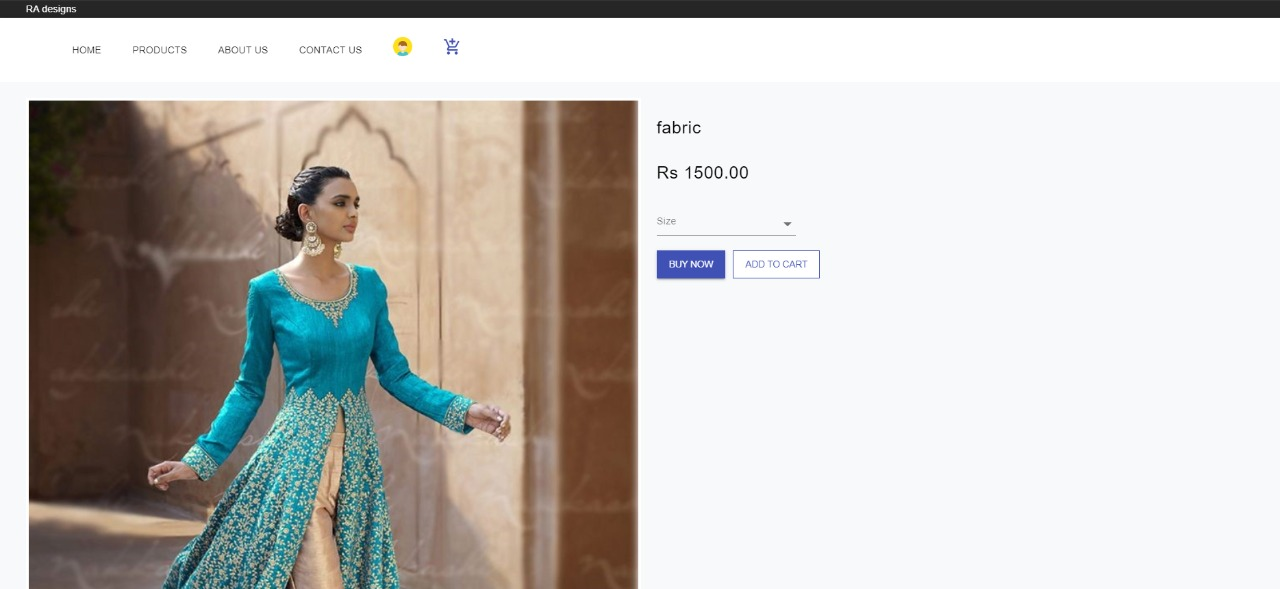 RA designs
HOME PRODUCTS ABOUT US CONTACT US
fabric
Rs 1500.00
Size
BUY NOW ADD TO CART